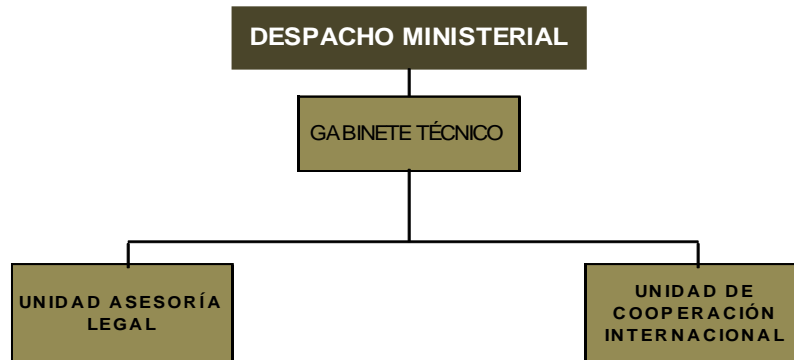 DESPACHO MINISTERIAL
GABINETE TÉCNICO
UNIDAD ASESORÍA
LEGAL
UNIDAD DE
COOPERACIÓN
INTERNACIONAL